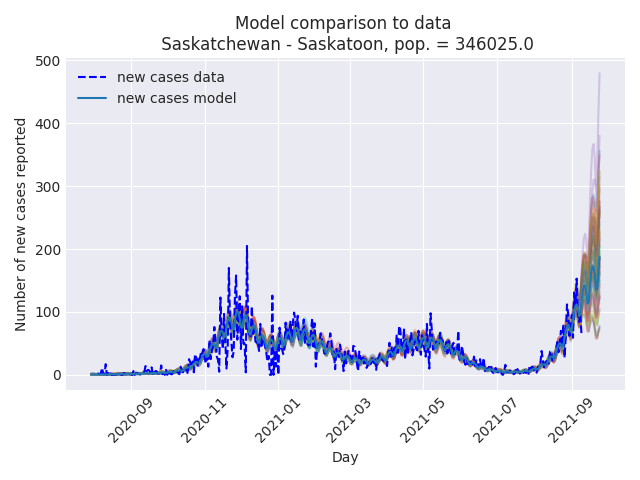 Model comparison to data
Saskatchewan - Saskatoon, pop. = 346025.0
new cases data
new cases model
Number of new cases reported
500
400
300
200
100
0
2020-09
2020-11
2021-01
2021-03
2021-05
2021-07
2021-09
Day